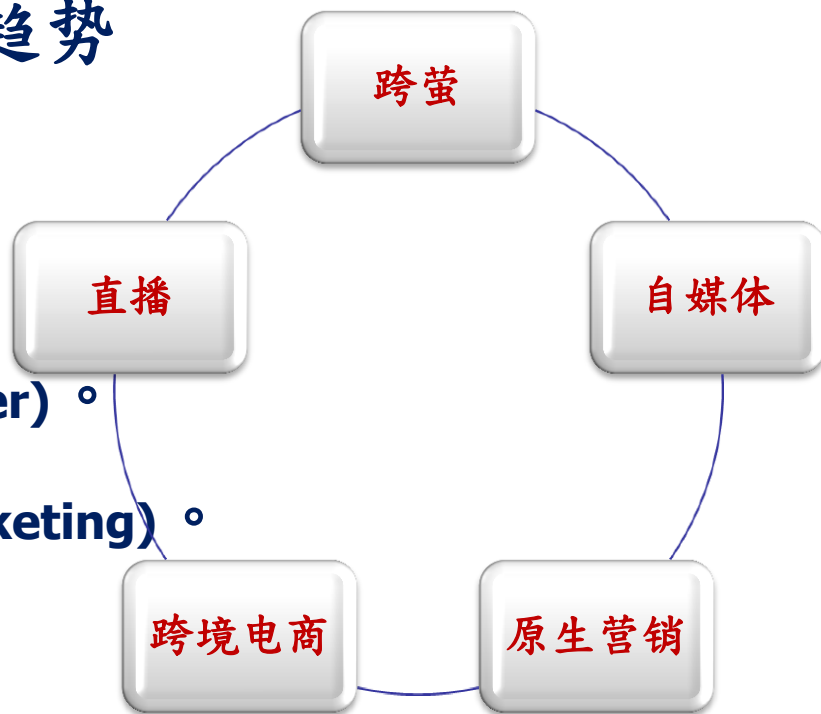 趋势
跨萤
直播
自媒体
er) 。
keting) 。
跨境电商
原生营销